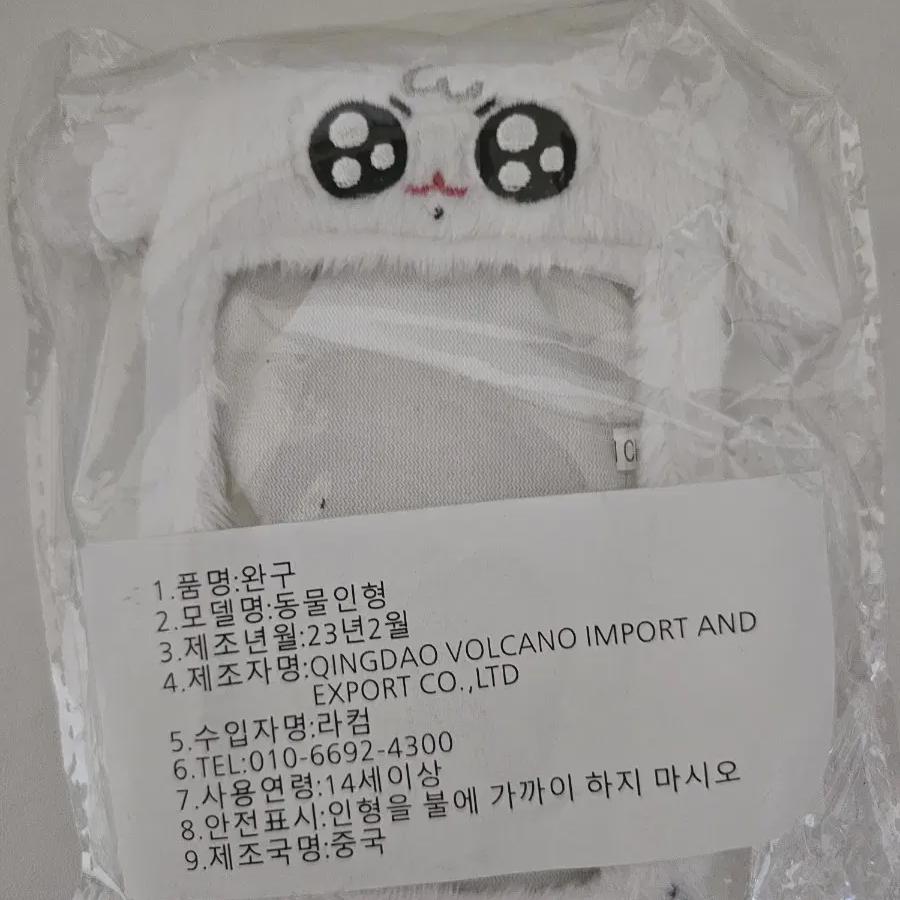 1.품명:완구
2.모델명:동물인형
3.제조년월:23년2월
4.제조자명:QINGDAO VOLCANO IMPORT AND
EXPORT CO.,LTD
5.수입자명:라컴
6.TEL:010-6692-4300
7.사용연령:14세이상
8.안전표시:인형을 불에 가까이 하지 마시오
9.제조국명:중국